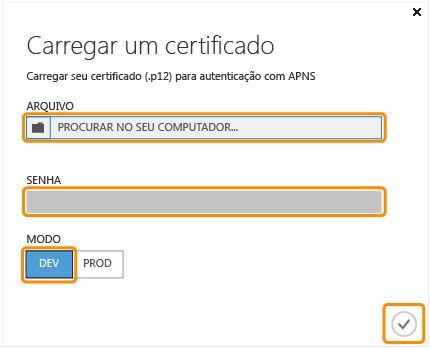 Carregar um certificado
Carregar seu certificado (.p12) para autenticação com APNS
ARQUIVO
PROCURAR NO SEU COMPUTADOR...
SENHA
MODO
DEV PROD